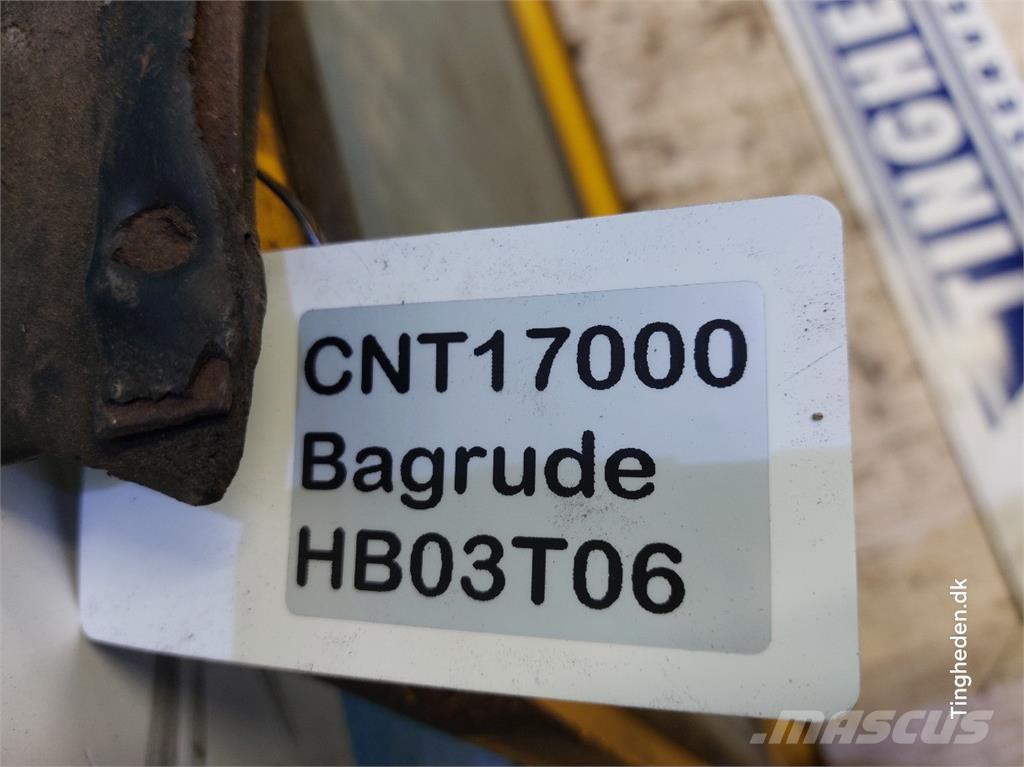 CNT17000
Bagrude
HB03T06
TINGHE
Tingheden.dk
MASCUS